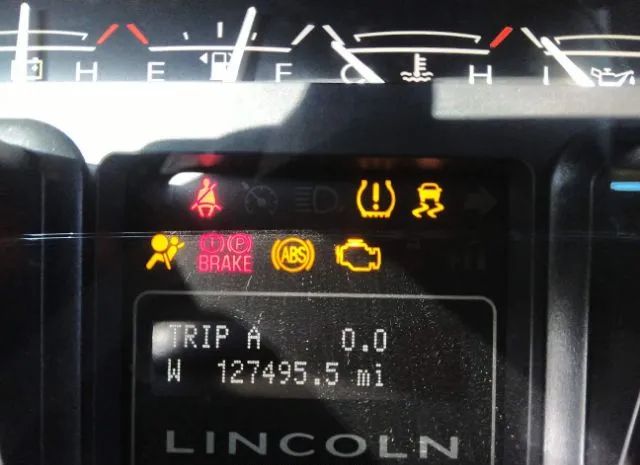 H E F C H L
P
BRAKE ABS
TRIP A 0.0
W 127495.5 mi
LINCOLN